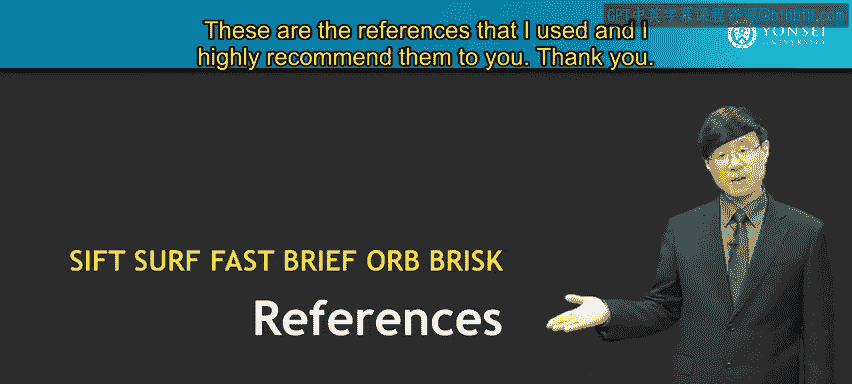 These are the references that I used and I
highly recommend them to you. Thank you.
YONSEI
UNIVERSITY
SIFT SURF FAST BRIEF ORB BRISK
References